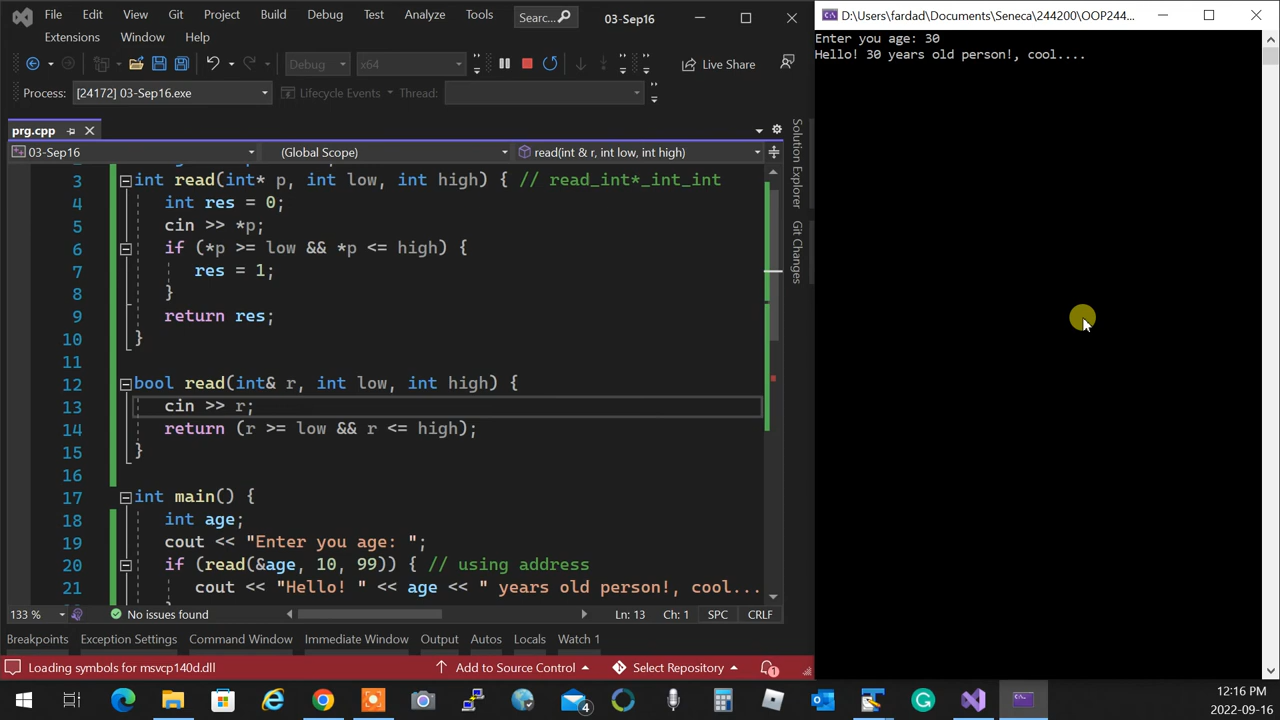 File Edit View Git Project Build Debug Test Analyze Tools Searc... 03-Sep16
Extensions Window Help
Debug x64 Live Share
Process: [24172] 03-Sep16.exe Lifecycle Events Thread:
prg.cpp
03-Sep16 (Global Scope) read(int & r, int low, int high)
3 int read(int* p, int low, int high) { // read_int*_int_int
4 int res = 0;
5 cin >> *p;
6 if (*p >= low && *p <= high) {
7 res = 1;
8 }
9 return res;
10 }
11
12 bool read(int& r, int low, int high) {
13 cin >> r;
14 return (r >= low && r <= high);
15 }
16
17 int main() {
18 int age;
19 cout << "Enter you age: ";
20 if (read(&age, 10, 99)) { // using address
21 cout << "Hello! " << age << " years old person!, cool...
133 % No issues found Ln: 13 Ch: 1 SPC CRLF
Breakpoints Exception Settings Command Window Immediate Window Output Autos Locals Watch 1
Loading symbols for msvcp140d.dll Add to Source Control Select Repository 1
Solution Explorer
Git Changes
D:\Users\fardad\Documents\Seneca\244200\OOP244...
Enter you age: 30
Hello! 30 years old person!, cool....
4
12:16 PM
2022-09-16